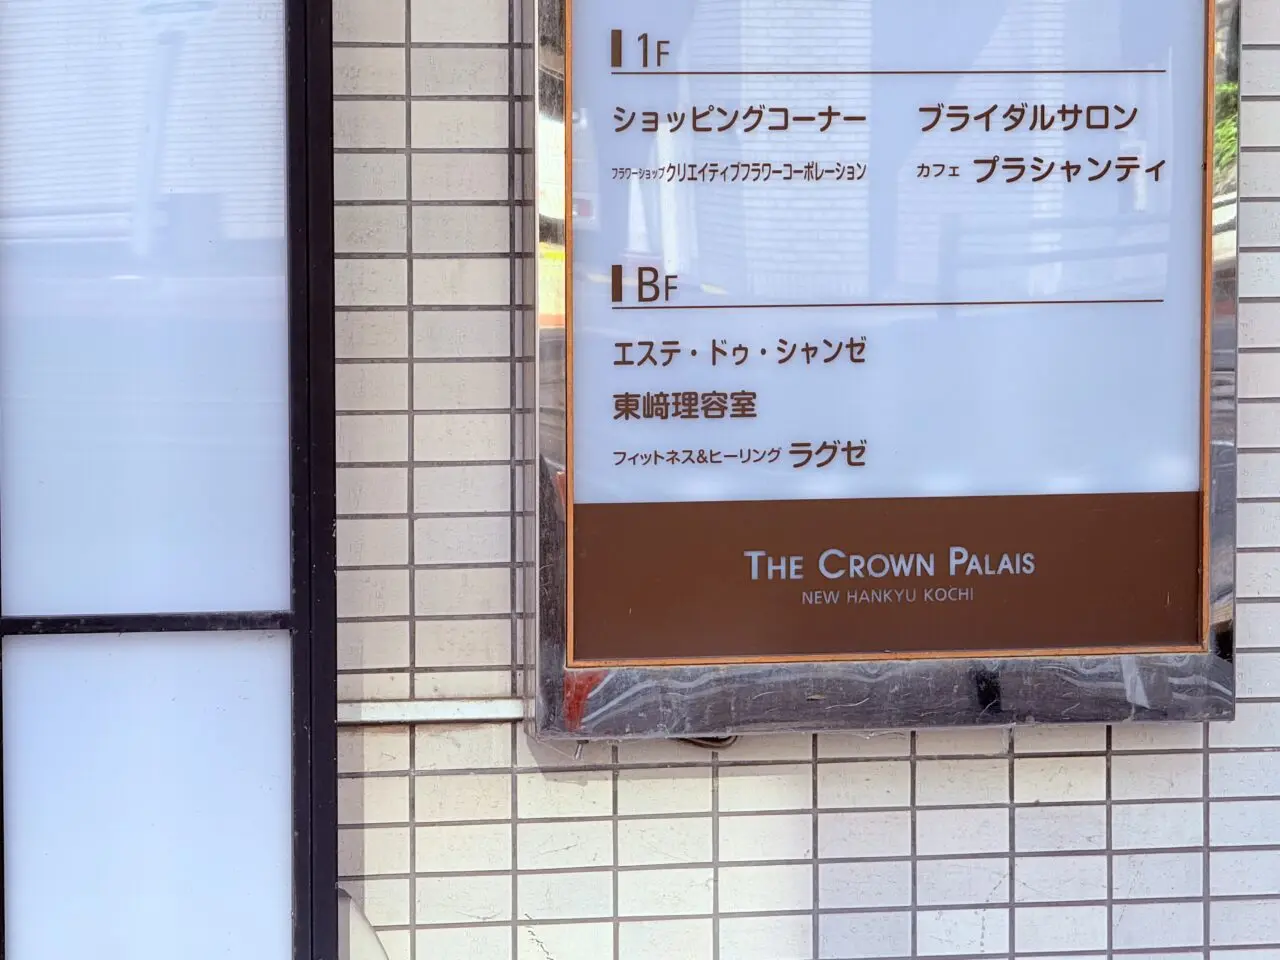 1F
ショッピングコーナー ブライダルサロン
フラワーショップ クリエイティブフラワーコーポレーション カフェ プラシャンティ
BF
エステ・ドゥ・シャンゼ
東﨑理容室
フィットネス&ヒーリング ラグゼ
THE CROWN PALAIS
NEW HANKYU KOCHI